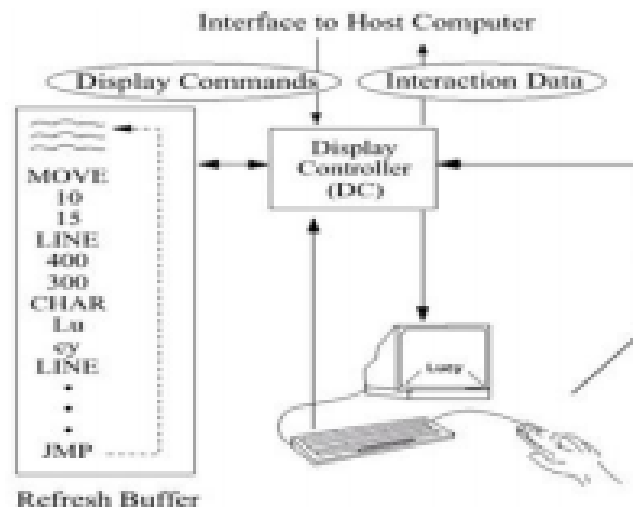 Interface to Host Computer
Display Commands
Interaction Data
Display
Controller
(DC)
MOVE
10
15
LINE
400
300
CHAR
Lu
cy
LINE
JMP
Lucy
Refresh Buffer